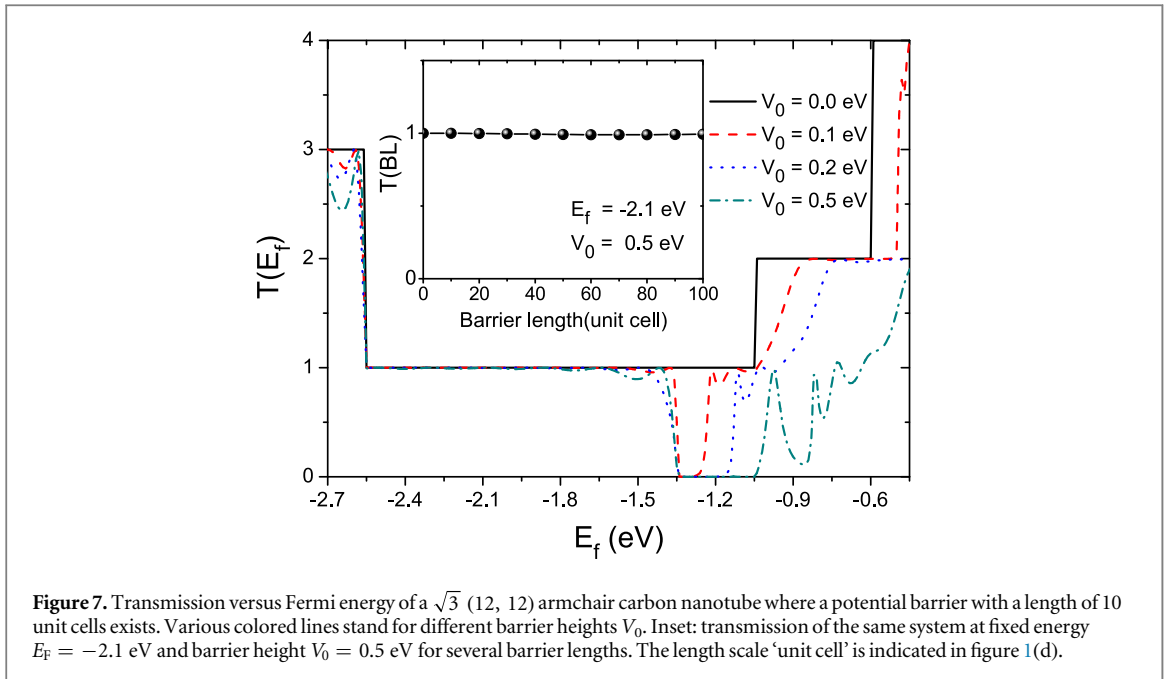 4
3
2
1
0
T(E_f)
-2.7
-2.4
-2.1
-1.8
-1.5
-1.2
-0.9
-0.6
E_f (eV)
1
0
T(BL)
0
20
40
60
80
100
Barrier length(unit cell)
E_f = -2.1 eV
V_0 = 0.5 eV
V_0 = 0.0 eV
V_0 = 0.1 eV
V_0 = 0.2 eV
V_0 = 0.5 eV
Figure 7. Transmission versus Fermi energy of a √3 (12, 12) armchair carbon nanotube where a potential barrier with a length of 10
unit cells exists. Various colored lines stand for different barrier heights V_0. Inset: transmission of the same system at fixed energy
E_F = −2.1 eV and barrier height V_0 = 0.5 eV for several barrier lengths. The length scale ‘unit cell’ is indicated in figure 1(d).